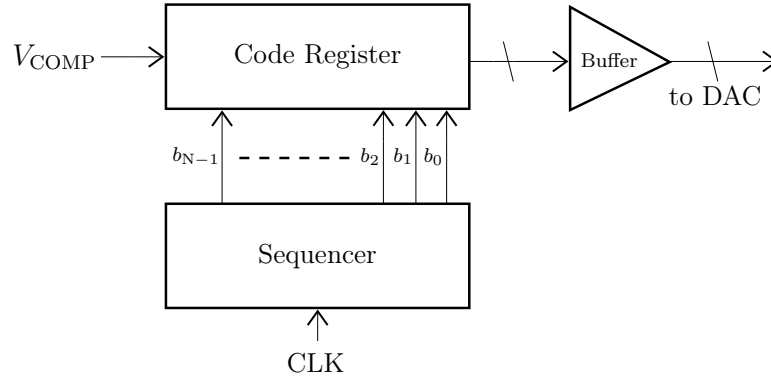 V_COMP
Code Register
Buffer
to DAC
b_N−1
b_2
b_1
b_0
Sequencer
CLK